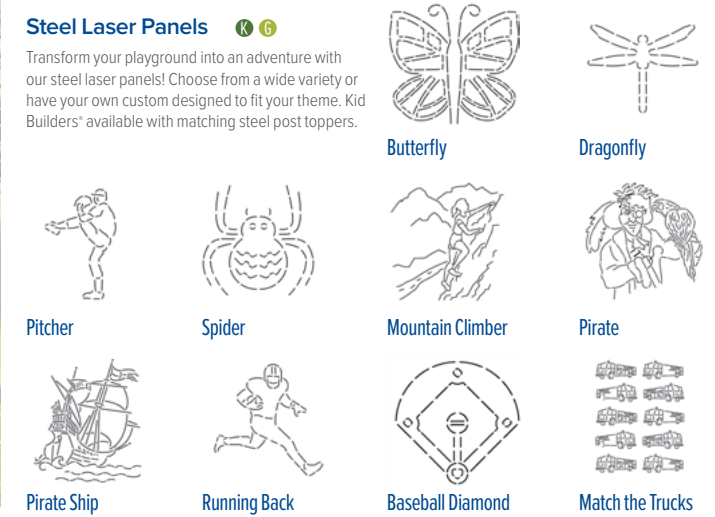 Steel Laser Panels K G
Transform your playground into an adventure with
our steel laser panels! Choose from a wide variety or
have your own custom designed to fit your theme. Kid
Builders® available with matching steel post toppers.
Butterfly
Dragonfly
Pitcher
Spider
Mountain Climber
Pirate
Pirate Ship
Running Back
Baseball Diamond
Match the Trucks